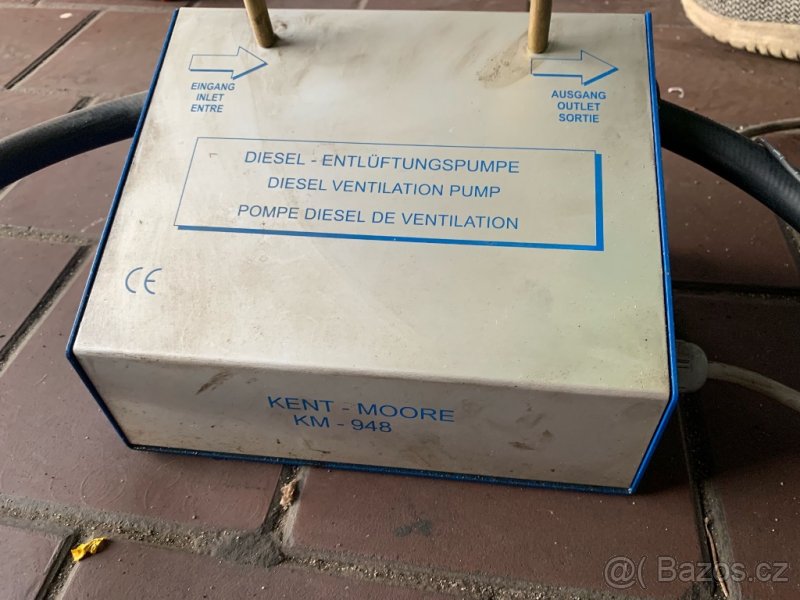 EINGANG
INLET
ENTRE
AUSGANG
OUTLET
SORTIE
DIESEL - ENTLÜFTUNGSPUMPE
DIESEL VENTILATION PUMP
POMPE DIESEL DE VENTILATION
CE
KENT - MOORE
KM - 948
@( Bazos.cz